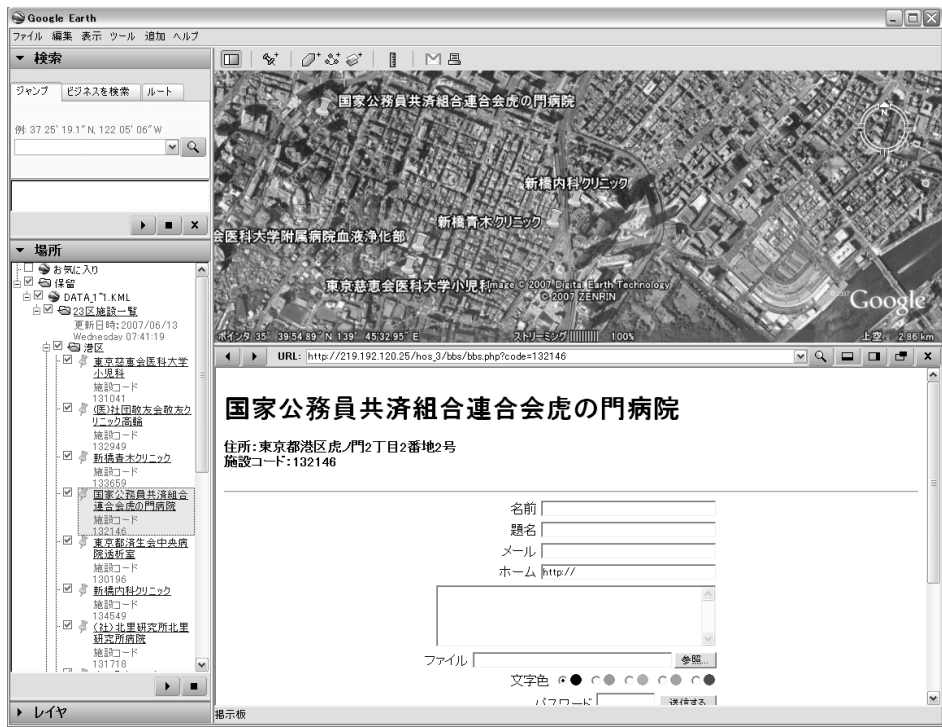 Google Earth
ファイル 編集 表示 ツール 追加 ヘルプ
検索
ジャンプ ビジネスを検索 ルート
例: 37 25' 19.1" N, 122 05' 06" W
場所
お気に入り
保留
DATA_1~1.KML
23区施設一覧
更新日時:2007/06/13
Wednesday 07:41:19
港区
東京慈恵会医科大学
小児科
施設コード
131041
(医)社団敬友会敬友ク
リニック高輪
施設コード
132949
新橋青木クリニック
施設コード
133659
国家公務員共済組合
連合会虎の門病院
施設コード
132146
東京都済生会中央病
院透析室
施設コード
130196
新橋内科クリニック
施設コード
134549
(社)北里研究所北里
研究所病院
施設コード
131718
レイヤ
国家公務員共済組合連合会虎の門病院
新橋内科クリニック
新橋青木クリニック
会医科大学附属病院血液浄化部
東京慈恵会医科大学小児科
Image © 2007 Digital Earth Technology
© 2007 ZENRIN
©2007 Google
ポインタ 35° 39'54.89" N 139° 45'32.95" E ストリーミング 100% 上空 2.86 km
URL: http://219.192.120.25/hos_3/bbs/bbs.php?code=132146
国家公務員共済組合連合会虎の門病院
住所:東京都港区虎ノ門2丁目2番地2号
施設コード:132146
名前
題名
メール
ホーム http://
ファイル 参照...
文字色
パスワード 送信する
掲示板